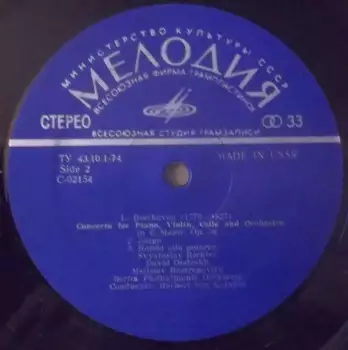 МИНИСТЕРСТВО КУЛЬТУРЫ СССР
МЕЛОДИЯ
ВСЕСОЮЗНАЯ ФИРМА ГРАМПЛАСТИНОК
СТЕРЕО
33
ВСЕСОЮЗНАЯ СТУДИЯ ГРАМЗАПИСИ
ТУ 43.10.1-74
MADE IN USSR
Side 2
C-02154
L. Beethoven (1770-1827)
Concerto for Piano, Violin, Cello and Orchestra
in C Major, Op. 56
2. Largo
3. Rondo alla polacca
Svyatoslav Richter
David Oistrakh
Mstislav Rostropovich
Berlin Philharmonic Orchestra
Conductor Herbert von Karajan